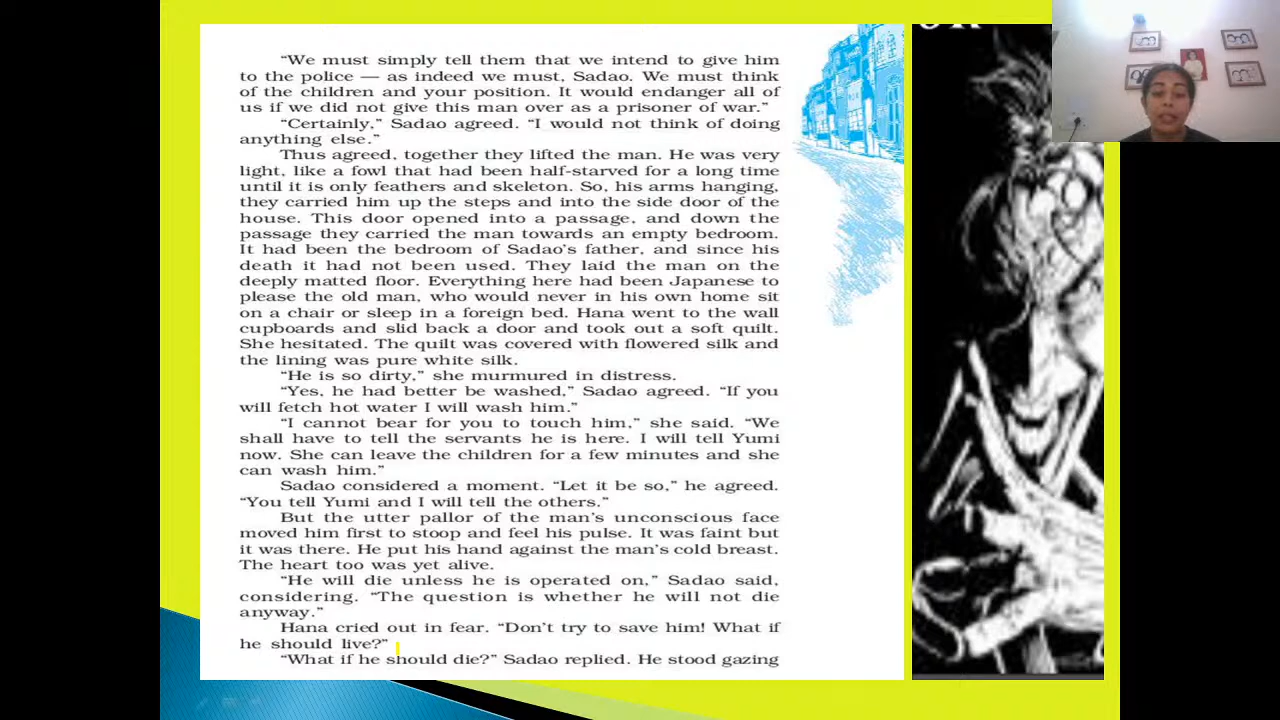 “We must simply tell them that we intend to give him
to the police — as indeed we must, Sadao. We must think
of the children and your position. It would endanger all of
us if we did not give this man over as a prisoner of war.”
“Certainly,” Sadao agreed. “I would not think of doing
anything else.”
Thus agreed, together they lifted the man. He was very
light, like a fowl that had been half-starved for a long time
until it is only feathers and skeleton. So, his arms hanging,
they carried him up the steps and into the side door of the
house. This door opened into a passage, and down the
passage they carried the man towards an empty bedroom.
It had been the bedroom of Sadao’s father, and since his
death it had not been used. They laid the man on the
deeply matted floor. Everything here had been Japanese to
please the old man, who would never in his own home sit
on a chair or sleep in a foreign bed. Hana went to the wall
cupboards and slid back a door and took out a soft quilt.
She hesitated. The quilt was covered with flowered silk and
the lining was pure white silk.
“He is so dirty,” she murmured in distress.
“Yes, he had better be washed,” Sadao agreed. “If you
will fetch hot water I will wash him.”
“I cannot bear for you to touch him,” she said. “We
shall have to tell the servants he is here. I will tell Yumi
now. She can leave the children for a few minutes and she
can wash him.”
Sadao considered a moment. “Let it be so,” he agreed.
“You tell Yumi and I will tell the others.”
But the utter pallor of the man’s unconscious face
moved him first to stoop and feel his pulse. It was faint but
it was there. He put his hand against the man’s cold breast.
The heart too was yet alive.
“He will die unless he is operated on,” Sadao said,
considering. “The question is whether he will not die
anyway.”
Hana cried out in fear. “Don’t try to save him! What if
he should live?”
“What if he should die?” Sadao replied. He stood gazing